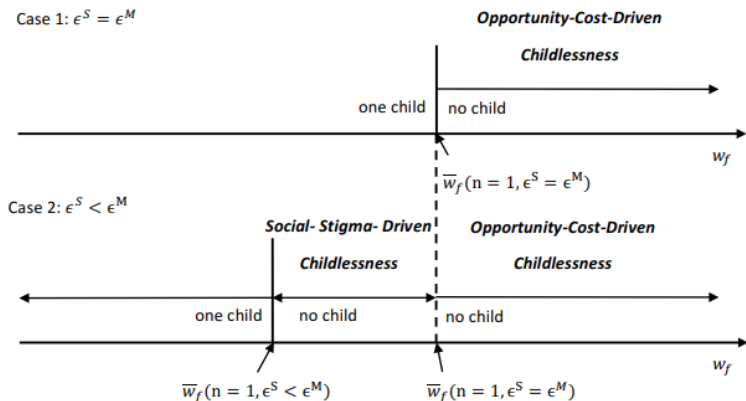 Case 1: ϵ^S = ϵ^M
Opportunity-Cost-Driven
Childlessness
one child
no child
w_f
w̅_f(n = 1, ϵ^S = ϵ^M)
Case 2: ϵ^S < ϵ^M
Social- Stigma- Driven
Childlessness
Opportunity-Cost-Driven
Childlessness
one child
no child
no child
w_f
w̅_f(n = 1, ϵ^S < ϵ^M)
w̅_f(n = 1, ϵ^S = ϵ^M)